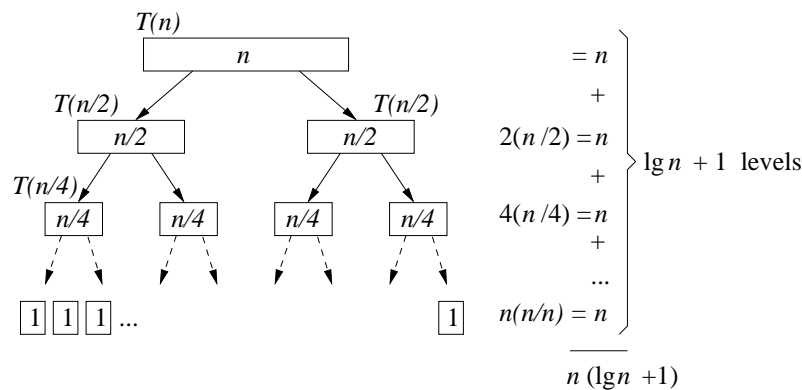 T(n)
n = n
+
T(n/2) T(n/2)
n/2 n/2 2(n/2) = n
lg n + 1 levels
+
T(n/4)
n/4 n/4 n/4 n/4 4(n/4) = n
+
...
1 1 1 ... 1 n(n/n) = n
n (lg n +1)